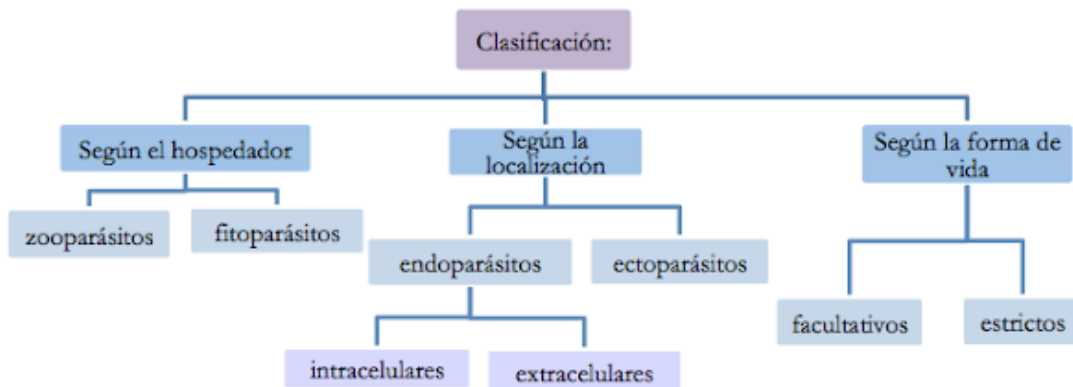 Clasificación:
Según el hospedador
Según la
localización
Según la forma de
vida
zooparásitos
fitoparásitos
endoparásitos
ectoparásitos
facultativos
estrictos
intracelulares
extracelulares